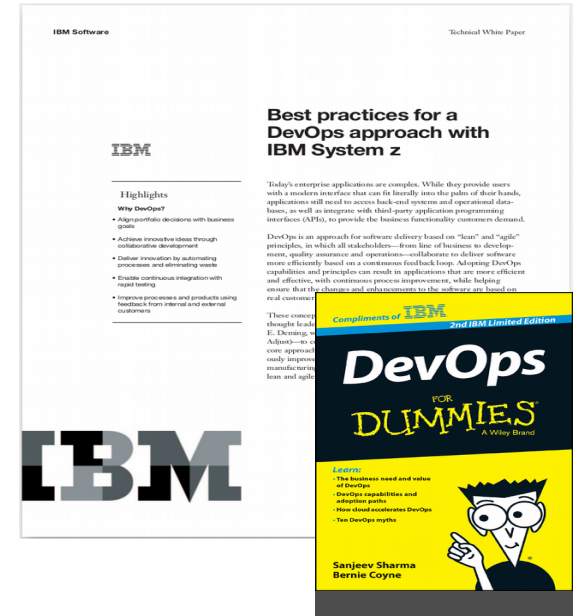 IBM Software
Technical White Paper
Best practices for a
DevOps approach with
IBM System z
IBM
Highlights
Why DevOps?
• Align portfolio decisions with business
goals
• Achieve innovative ideas through
collaborative development
• Deliver innovation by automating
processes and eliminating waste
• Enable continuous integration with
rapid testing
• Improve processes and products using
feedback from internal and external
customers
Today's enterprise applications are complex. While they provide users
with a modern interface that can fit literally into the palm of their hands,
applications still need to access back-end systems and operational data-
bases, as well as integrate with third-party application programming
interfaces (APIs), to provide the business functionality customers demand.
DevOps is an approach for software delivery based on “lean” and “agile”
principles, in which all stakeholders—from line of business to develop-
ment, quality assurance and operations—collaborate to deliver software
more efficiently based on a continuous feedback loop. Adopting DevOps
capabilities and principles can result in applications that are more efficient
and effective, with continuous process improvement, while helping
ensure that the changes and enhancements to the software are based on
real customer
These concep
thought leade
E. Deming, w
Adjust)—to c
core approach
ously improve
manufacturing
lean and agile
IBM
Compliments of IBM
2nd IBM Limited Edition
DevOps
FOR
DUMMIES
A Wiley Brand
Learn:
• The business need and value
of DevOps
• DevOps capabilities and
adoption paths
• How cloud accelerates DevOps
• Ten DevOps myths
Sanjeev Sharma
Bernie Coyne